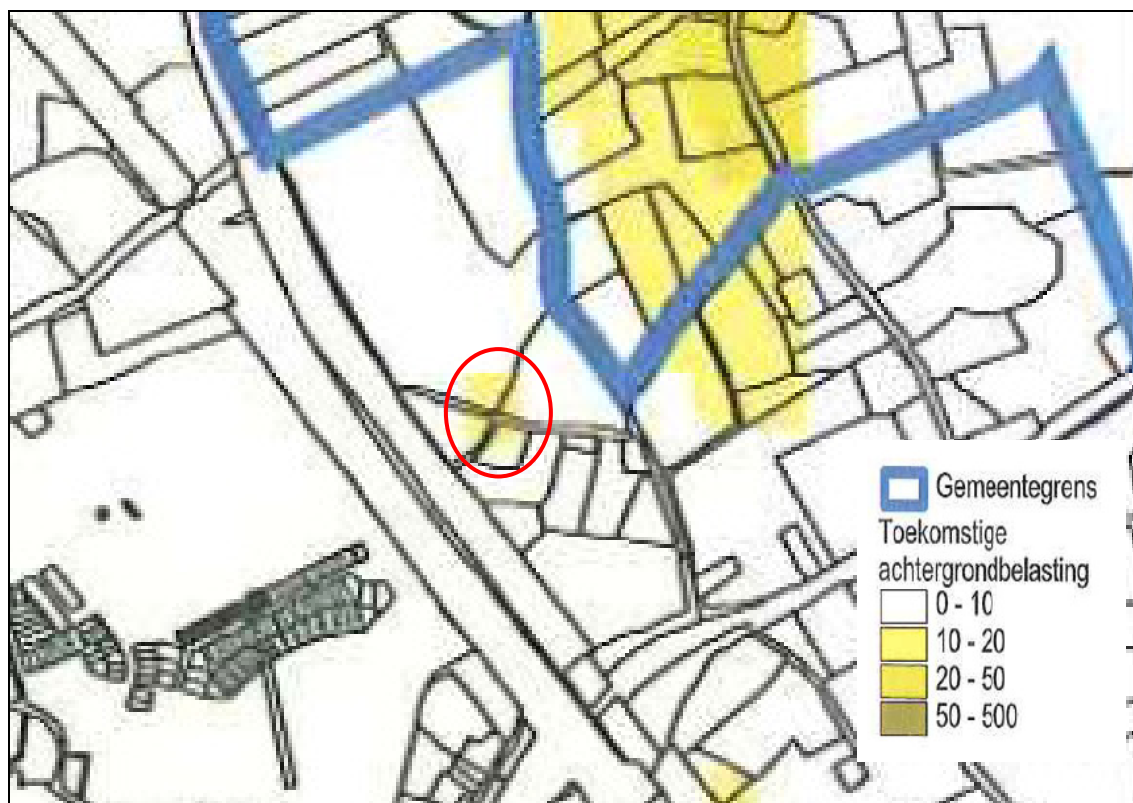 Gemeentegrens
Toekomstige
achtergrondbelasting
0 - 10
10 - 20
20 - 50
50 - 500